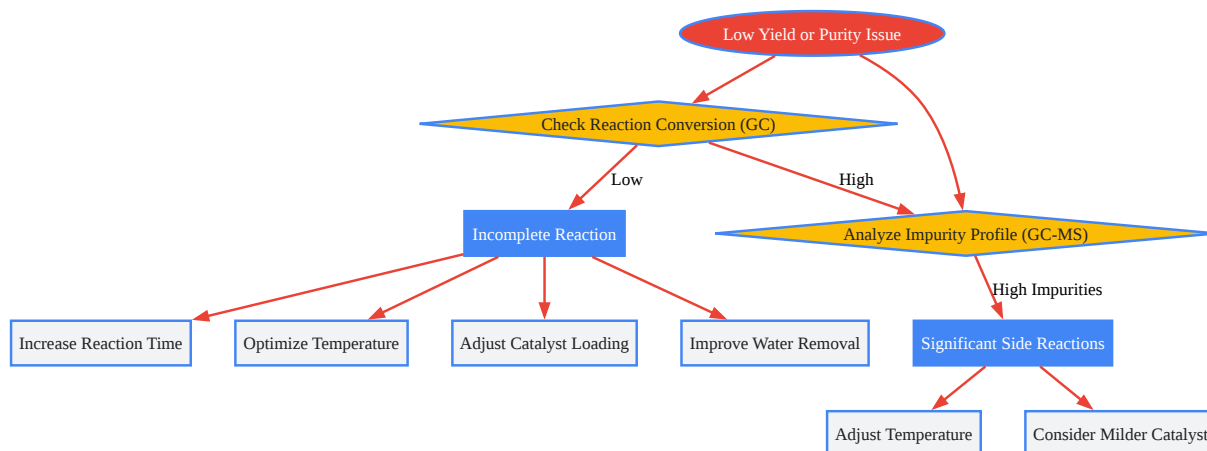 Low Yield or Purity Issue
Check Reaction Conversion (GC)
Low
High
Incomplete Reaction
Analyze Impurity Profile (GC-MS)
High Impurities
Increase Reaction Time
Optimize Temperature
Adjust Catalyst Loading
Improve Water Removal
Significant Side Reactions
Adjust Temperature
Consider Milder Catalyst